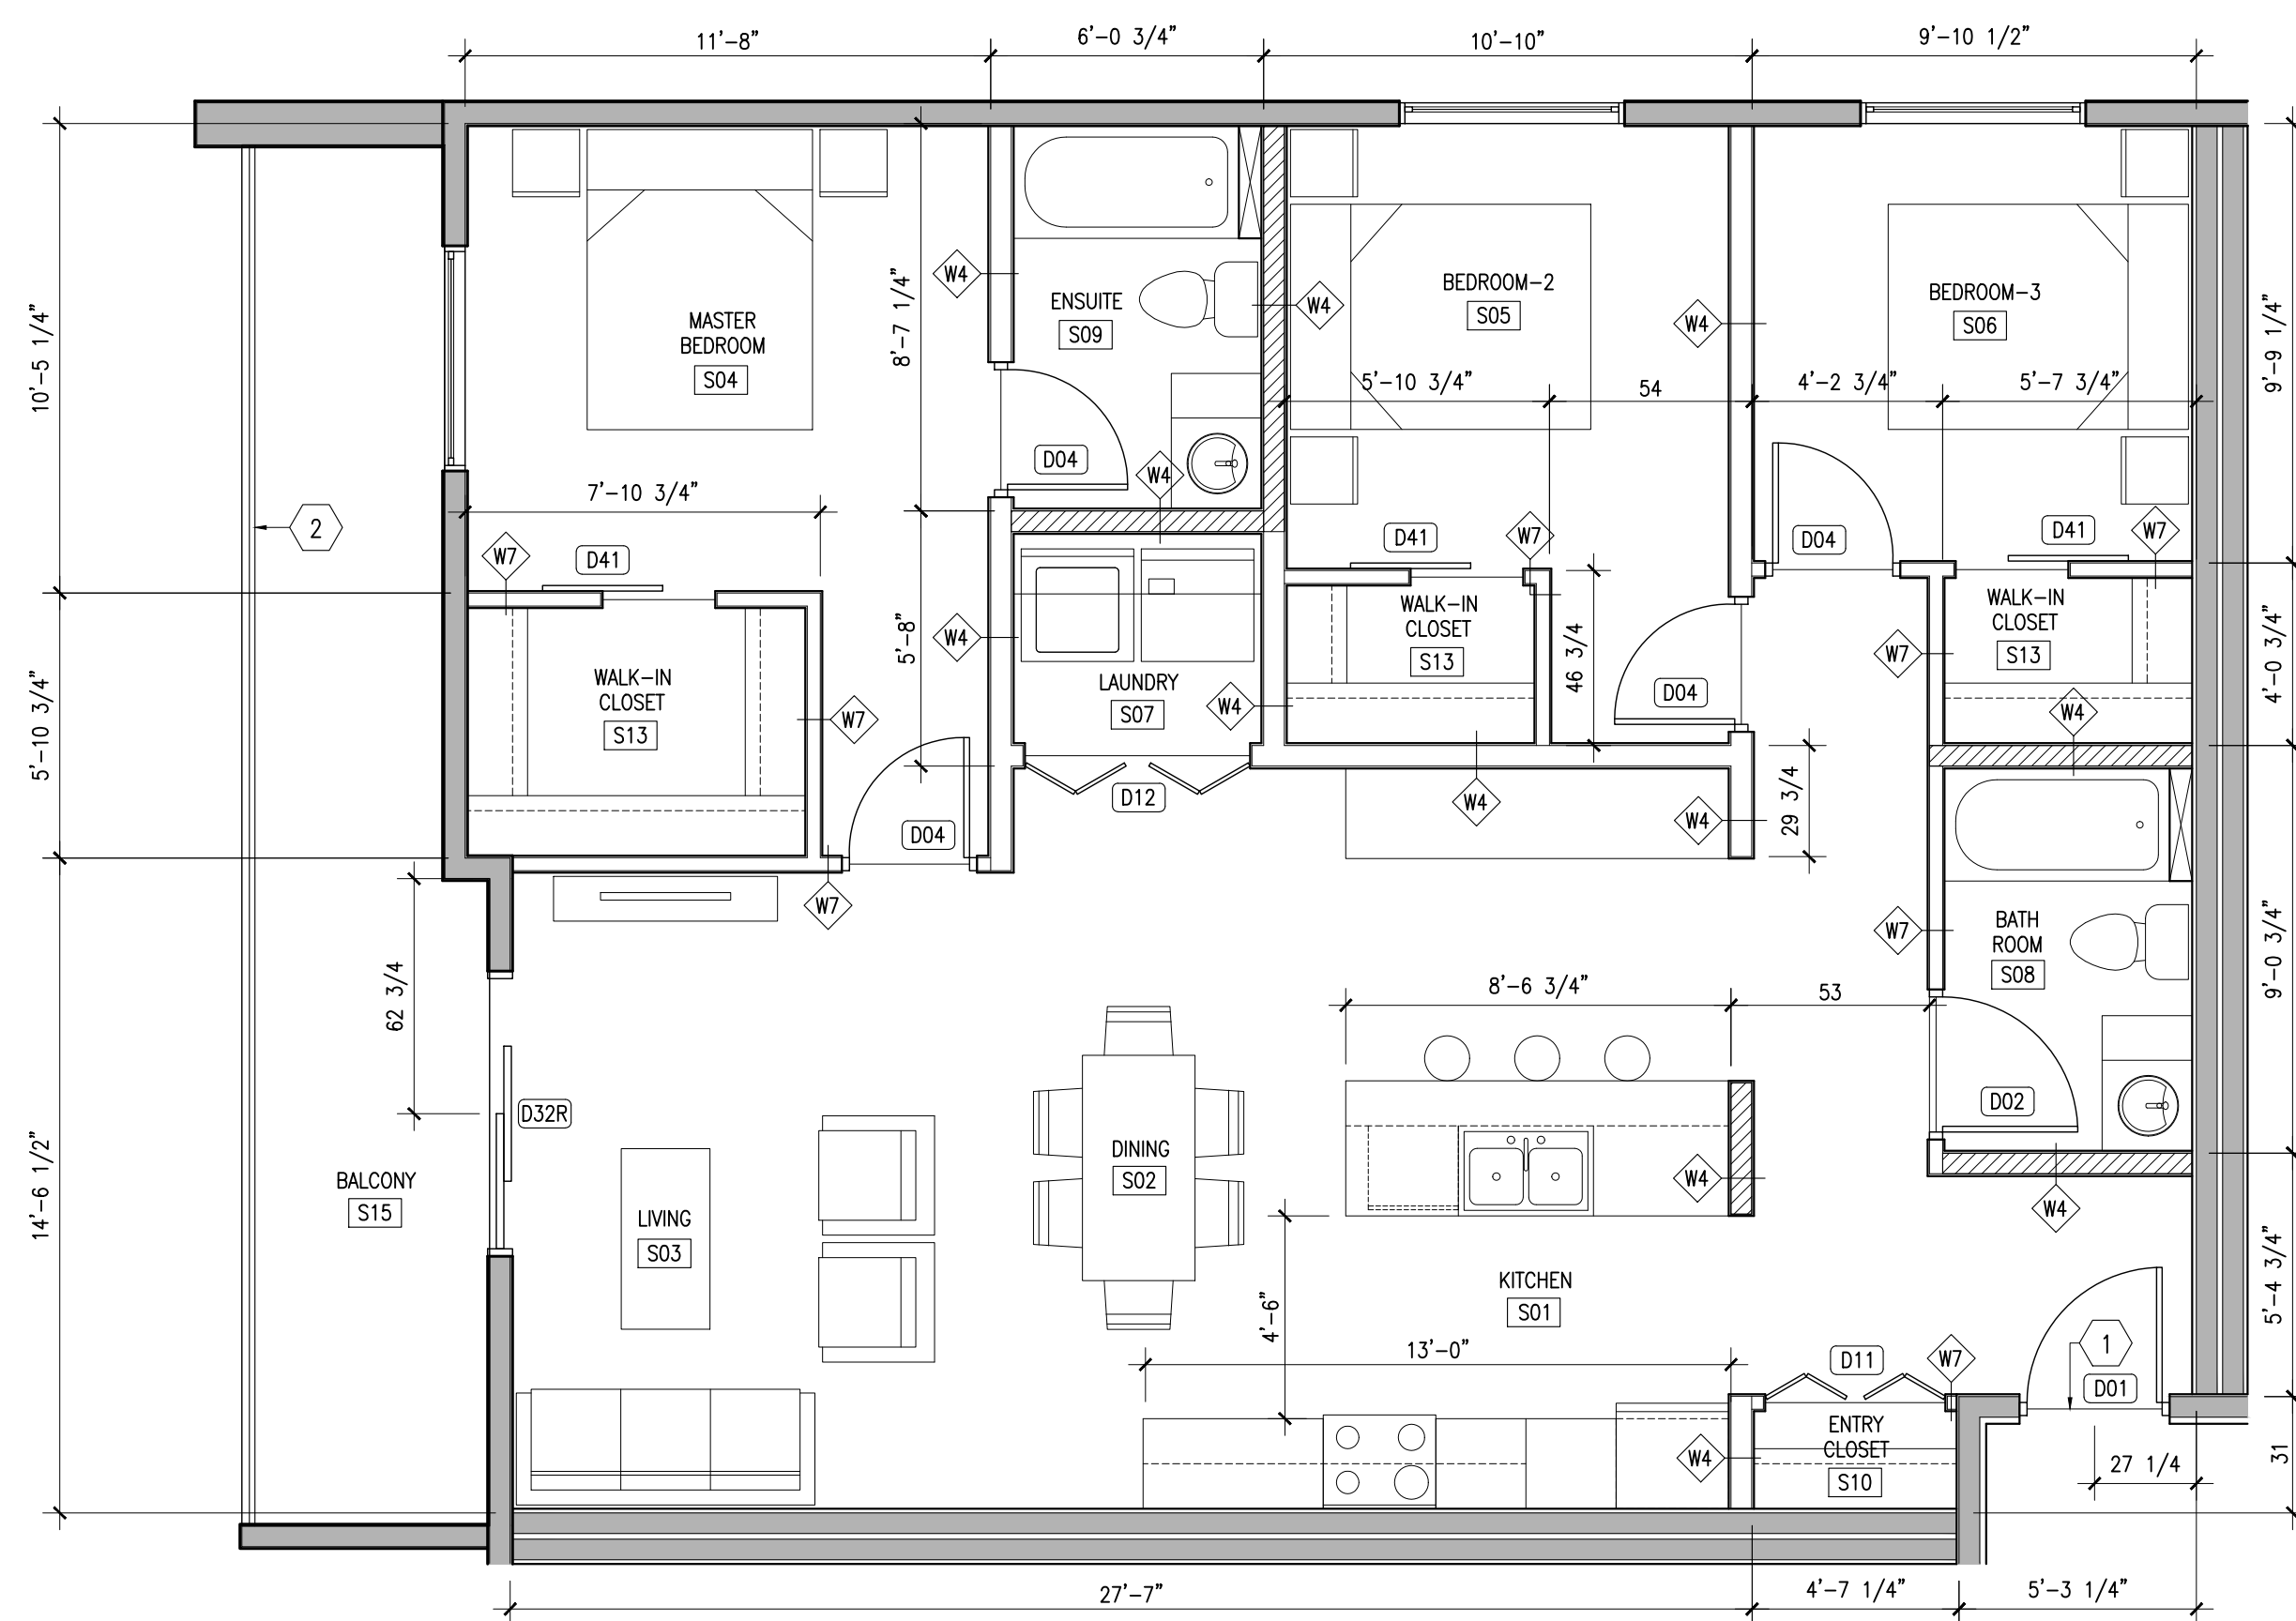 11'-8"
6'-0 3/4"
10'-10"
9'-10 1/2"
10'-5 1/4"
5'-10 3/4"
14'-6 1/2"
2
MASTER
BEDROOM
S04
7'-10 3/4"
W7
D41
WALK-IN
CLOSET
S13
W7
D04
W7
8'-7 1/4"
5'-8"
W4
W4
ENSUITE
S09
W4
D04
W4
LAUNDRY
S07
W4
D12
BEDROOM-2
S05
W4
5'-10 3/4"
54
D41
W7
WALK-IN
CLOSET
S13
46 3/4
D04
W4
W4
29 3/4
BEDROOM-3
S06
4'-2 3/4"
5'-7 3/4"
D04
D41
W7
WALK-IN
CLOSET
S13
W7
W4
9'-9 1/4"
4'-0 3/4"
9'-0 3/4"
5'-4 3/4"
31
W7
BATH
ROOM
S08
D02
W4
62 3/4
D32R
BALCONY
S15
LIVING
S03
DINING
S02
8'-6 3/4"
53
W4
KITCHEN
S01
4'-6"
13'-0"
D11
W7
1
D01
W4
ENTRY
CLOSET
S10
27 1/4
27'-7"
4'-7 1/4"
5'-3 1/4"